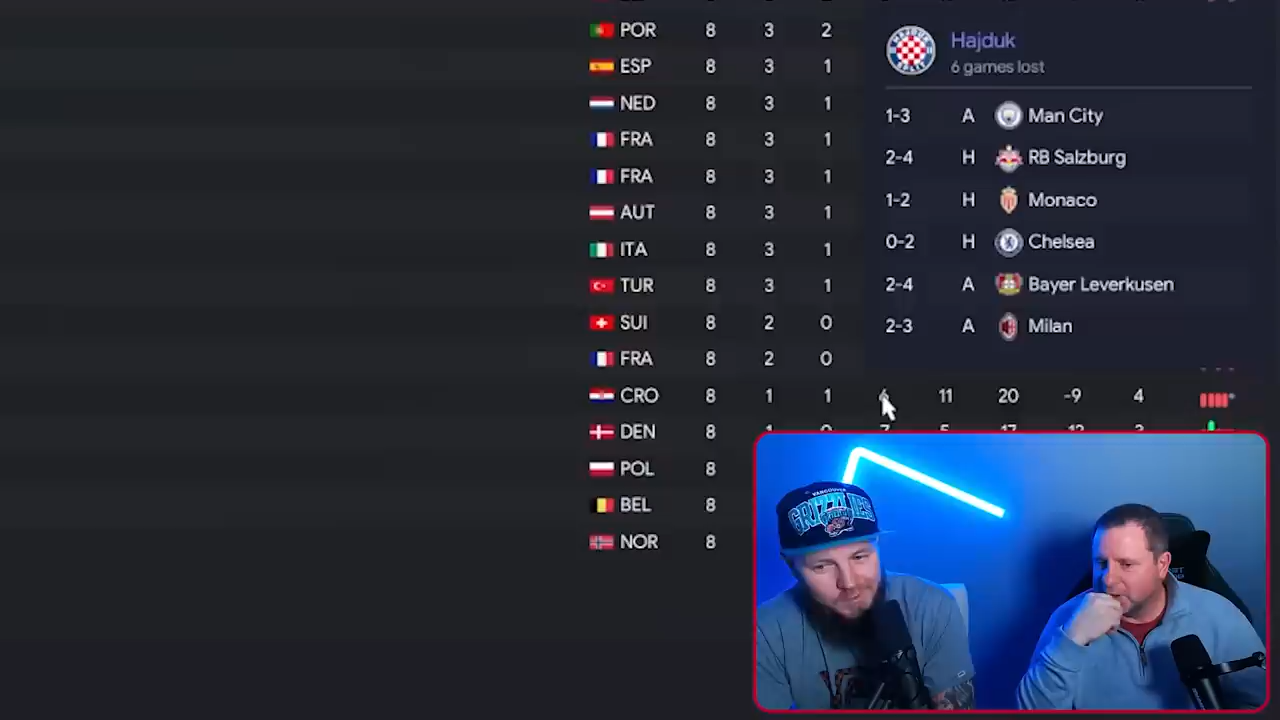 POR 8 3 2
ESP 8 3 1
NED 8 3 1
FRA 8 3 1
FRA 8 3 1
AUT 8 3 1
ITA 8 3 1
TUR 8 3 1
SUI 8 2 0
FRA 8 2 0
CRO 8 1 1 11 20 -9 4
DEN 8
POL 8
BEL 8
NOR 8
Hajduk
6 games lost
1-3 A Man City
2-4 H RB Salzburg
1-2 H Monaco
0-2 H Chelsea
2-4 A Bayer Leverkusen
2-3 A Milan
VANCOUVER
GRIZZLIES